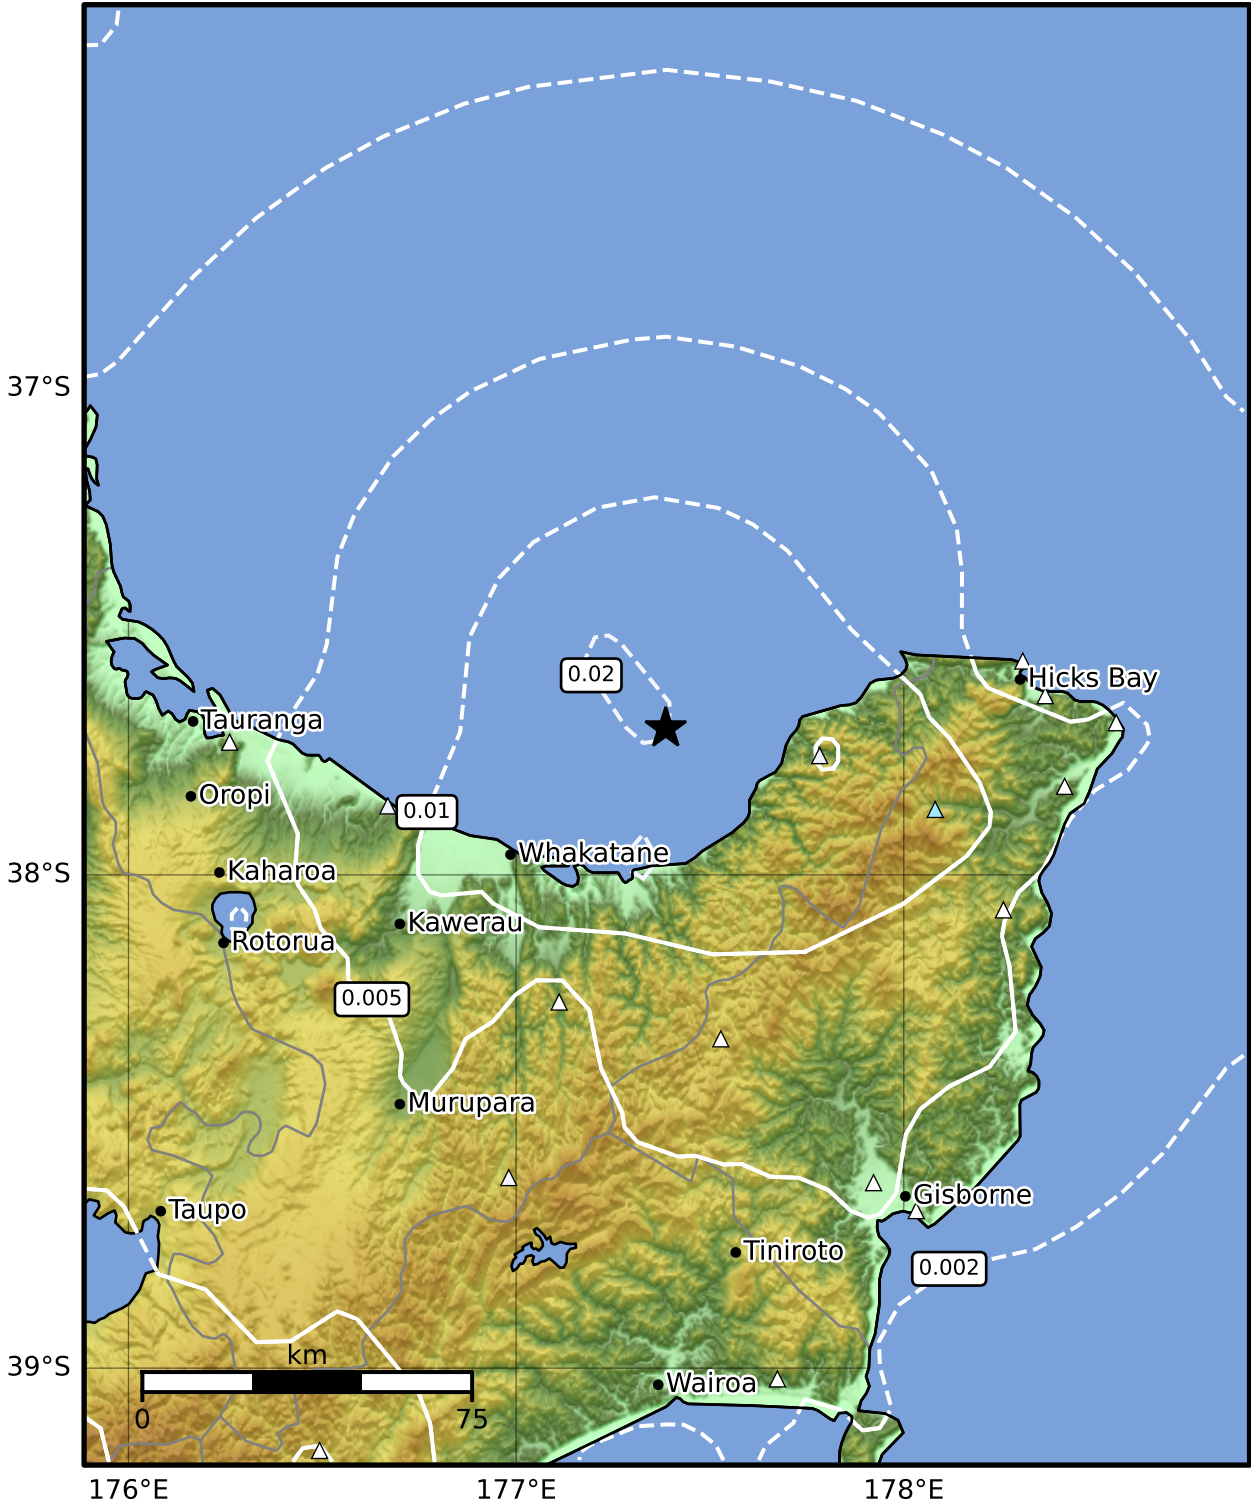 37°S
0.02
Hicks Bay
Tauranga
Oropi
0.01
Whakatane
38°S
Kaharoa
Kawerau
Rotorua
0.005
Murupara
Gisborne
Taupo
Tiniroto
0.002
km
39°S
Wairoa
0
75
176°E
177°E
178°E